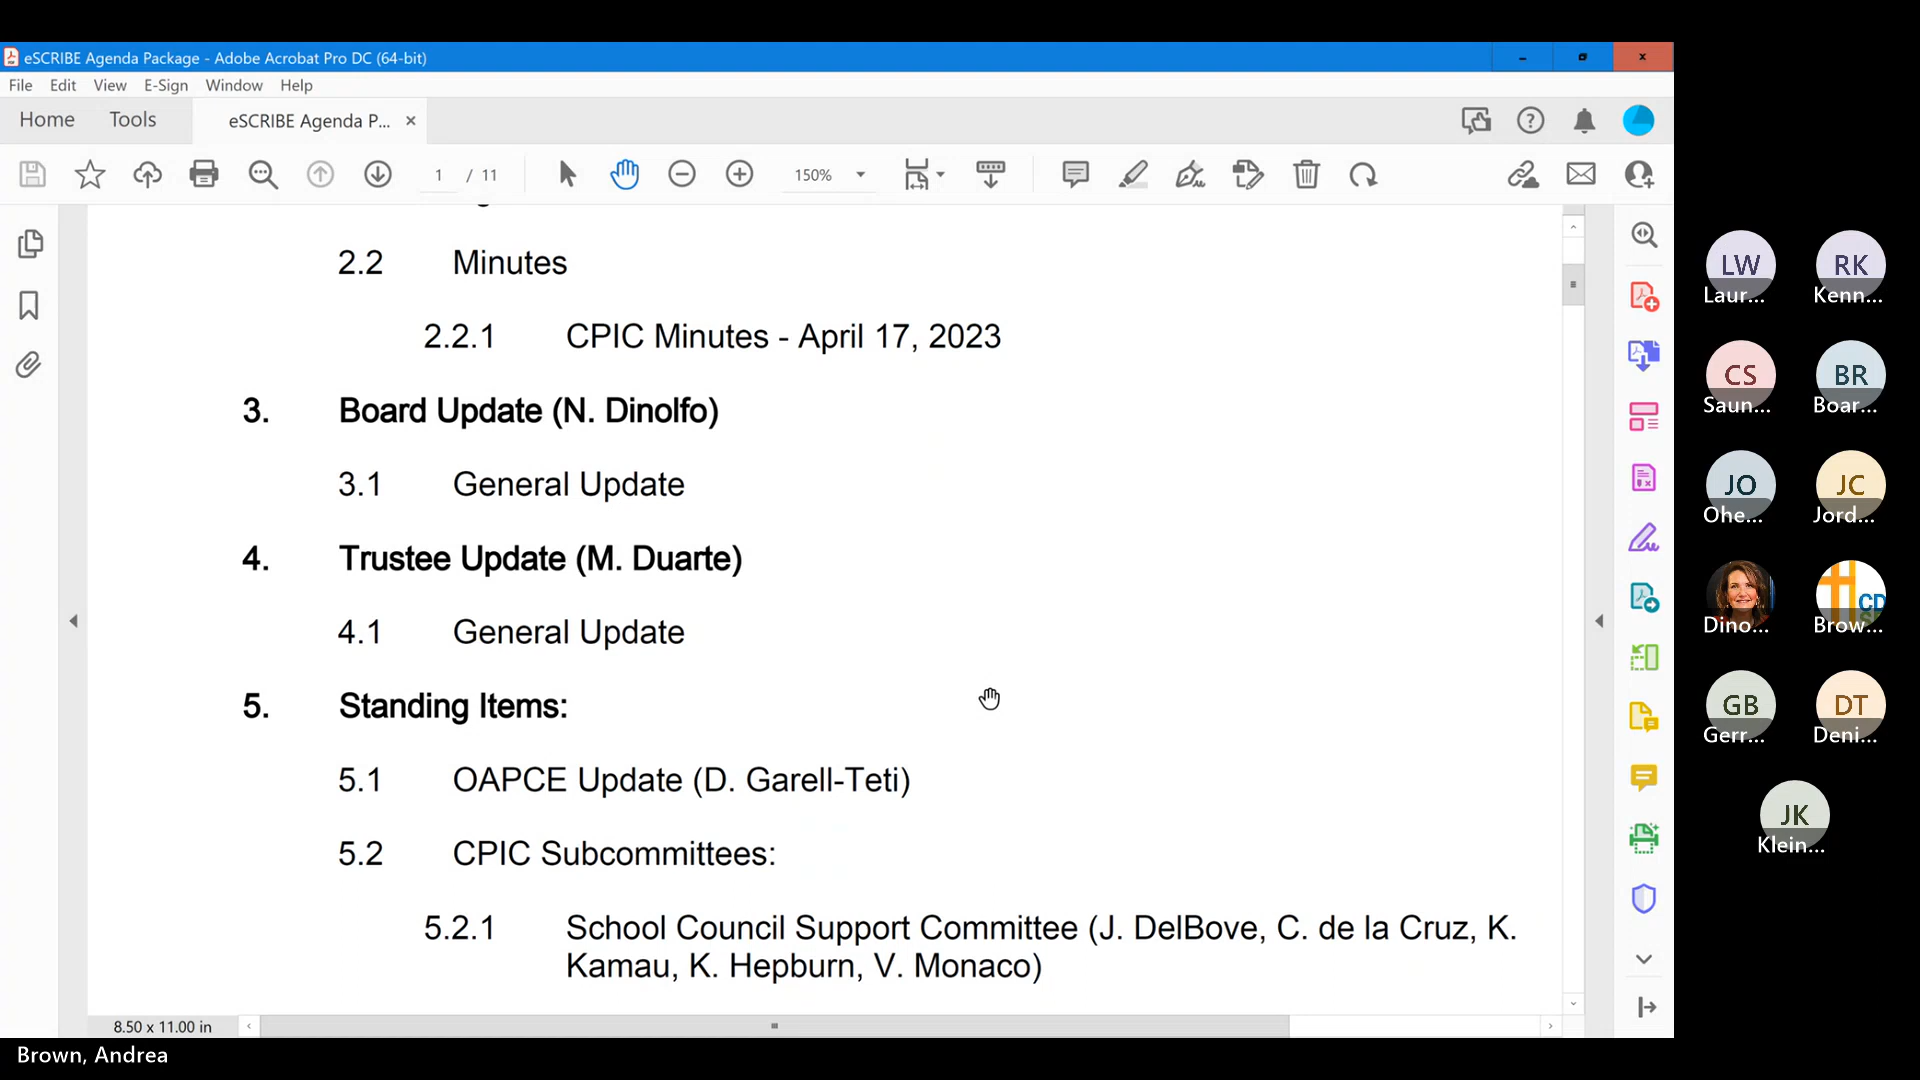 eSCRIBE Agenda Package - Adobe Acrobat Pro DC (64-bit)
File Edit View E-Sign Window Help
Home Tools eSCRIBE Agenda P...
1 / 11 150%
2.2 Minutes
2.2.1 CPIC Minutes - April 17, 2023
3. Board Update (N. Dinolfo)
3.1 General Update
4. Trustee Update (M. Duarte)
4.1 General Update
5. Standing Items:
5.1 OAPCE Update (D. Garell-Teti)
5.2 CPIC Subcommittees:
5.2.1 School Council Support Committee (J. DelBove, C. de la Cruz, K.
Kamau, K. Hepburn, V. Monaco)
8.50 x 11.00 in
Brown, Andrea
LW RK
Laur... Kenn...
CS BR
Saun... Boar...
JO JC
Ohe... Jord...
CD
Dino... Brow...
GB DT
Gerr... Deni...
JK
Klein...